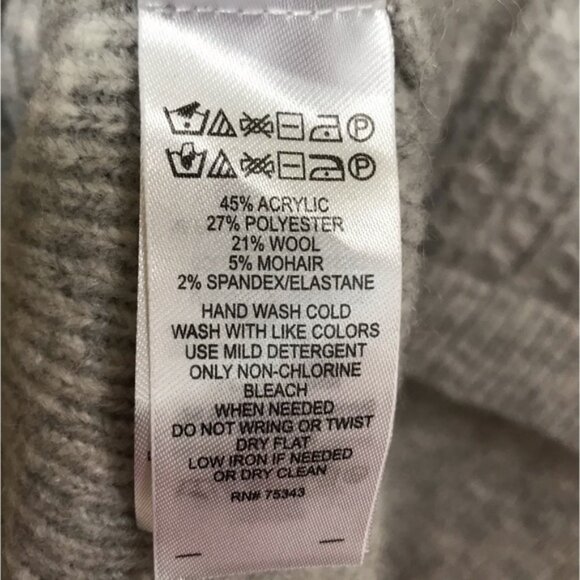 45% ACRYLIC
27% POLYESTER
21% WOOL
5% MOHAIR
2% SPANDEX/ELASTANE
HAND WASH COLD
WASH WITH LIKE COLORS
USE MILD DETERGENT
ONLY NON-CHLORINE
BLEACH
WHEN NEEDED
DO NOT WRING OR TWIST
DRY FLAT
LOW IRON IF NEEDED
OR DRY CLEAN
RN# 75343